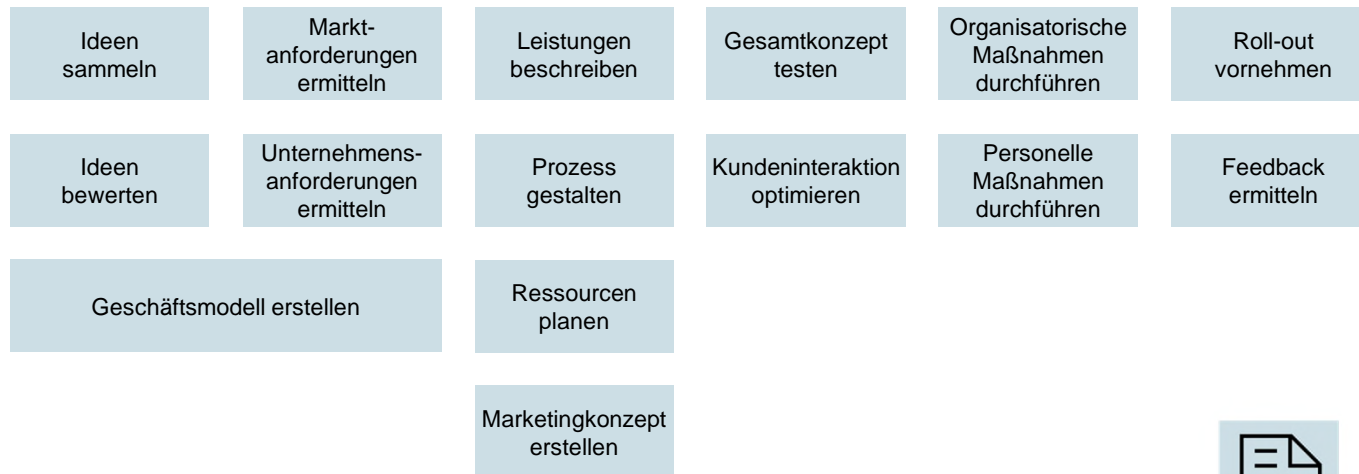 Ideen
sammeln
Markt-
anforderungen
ermitteln
Leistungen
beschreiben
Gesamtkonzept
testen
Organisatorische
Maßnahmen
durchführen
Roll-out
vornehmen
Ideen
bewerten
Unternehmens-
anforderungen
ermitteln
Prozess
gestalten
Kundeninteraktion
optimieren
Personelle
Maßnahmen
durchführen
Feedback
ermitteln
Geschäftsmodell erstellen
Ressourcen
planen
Marketingkonzept
erstellen